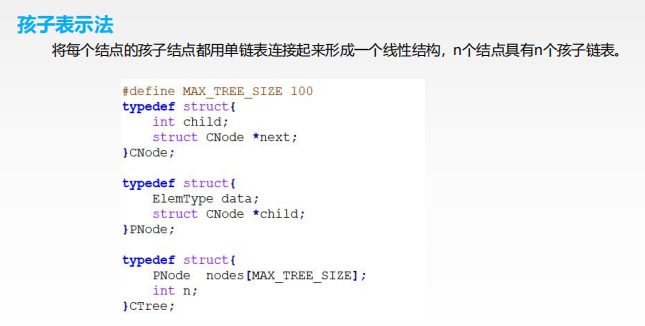 孩子表示法
将每个结点的孩子结点都用单链表连接起来形成一个线性结构，n个结点具有n个孩子链表。
#define MAX_TREE_SIZE 100
typedef struct{
    int child;
    struct CNode *next;
}CNode;
typedef struct{
    ElemType data;
    struct CNode *child;
}PNode;
typedef struct{
    PNode  nodes[MAX_TREE_SIZE];
    int n;
}CTree;